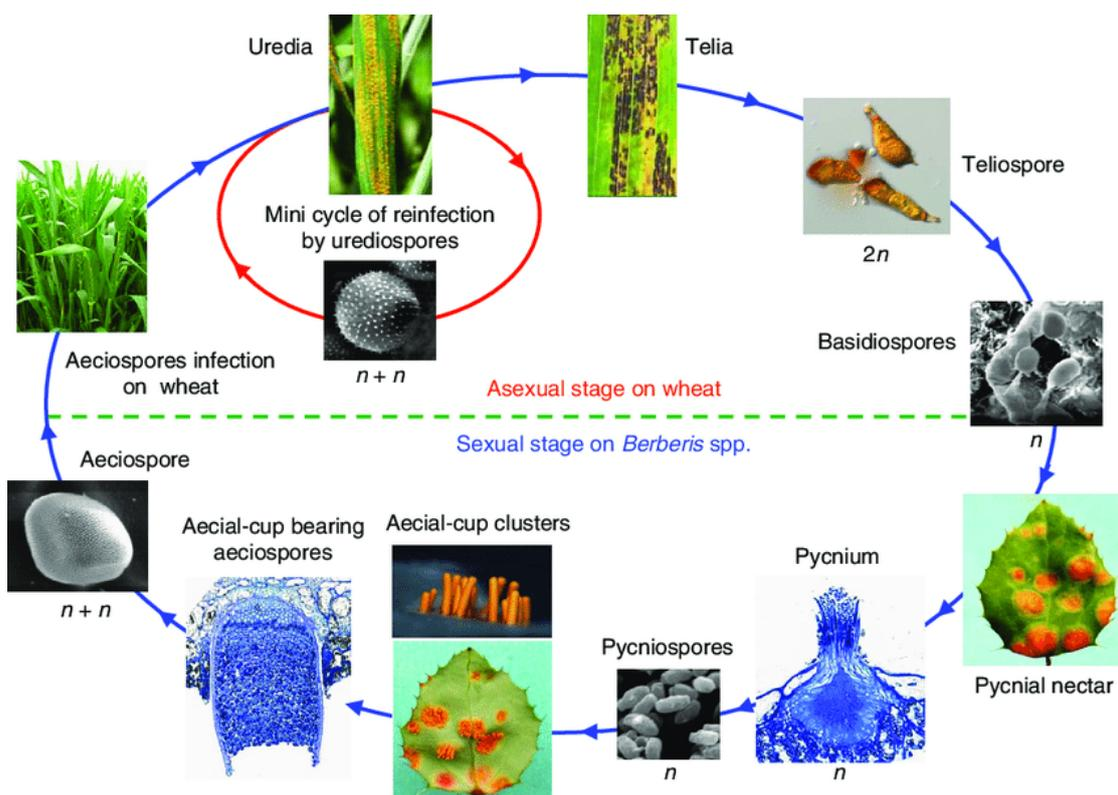 Uredia
Telia
Teliospore
2n
Mini cycle of reinfection
by urediospores
n + n
Basidiospores
n
Aeciospores infection
on wheat
Asexual stage on wheat
Sexual stage on Berberis spp.
Aeciospore
n + n
Aecial-cup bearing
aeciospores
Aecial-cup clusters
Pycniospores
n
Pycnium
n
Pycnial nectar